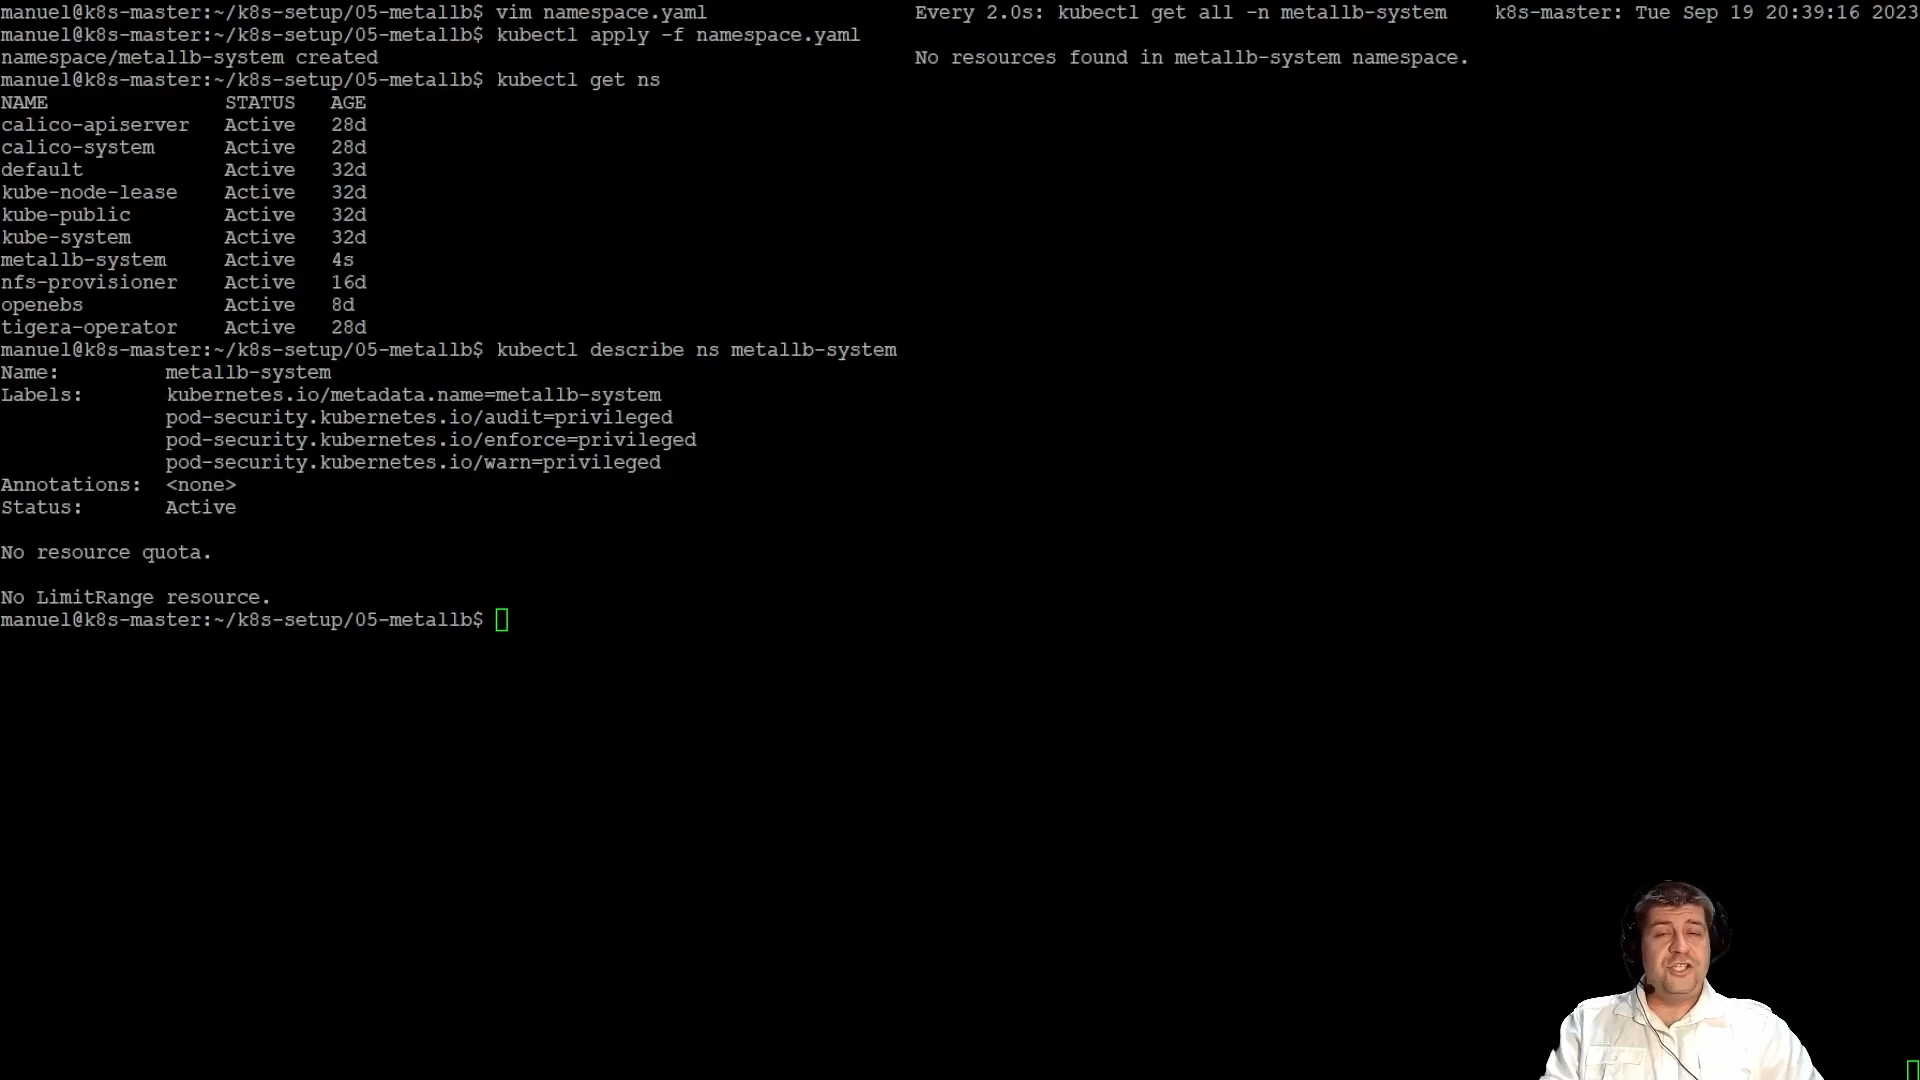 manuel@k8s-master:~/k8s-setup/05-metallb$ vim namespace.yaml
manuel@k8s-master:~/k8s-setup/05-metallb$ kubectl apply -f namespace.yaml
namespace/metallb-system created
manuel@k8s-master:~/k8s-setup/05-metallb$ kubectl get ns
NAME STATUS AGE
calico-apiserver Active 28d
calico-system Active 28d
default Active 32d
kube-node-lease Active 32d
kube-public Active 32d
kube-system Active 32d
metallb-system Active 4s
nfs-provisioner Active 16d
openebs Active 8d
tigera-operator Active 28d
manuel@k8s-master:~/k8s-setup/05-metallb$ kubectl describe ns metallb-system
Name: metallb-system
Labels: kubernetes.io/metadata.name=metallb-system
pod-security.kubernetes.io/audit=privileged
pod-security.kubernetes.io/enforce=privileged
pod-security.kubernetes.io/warn=privileged
Annotations: <none>
Status: Active
No resource quota.
No LimitRange resource.
manuel@k8s-master:~/k8s-setup/05-metallb$
Every 2.0s: kubectl get all -n metallb-system k8s-master: Tue Sep 19 20:39:16 2023
No resources found in metallb-system namespace.